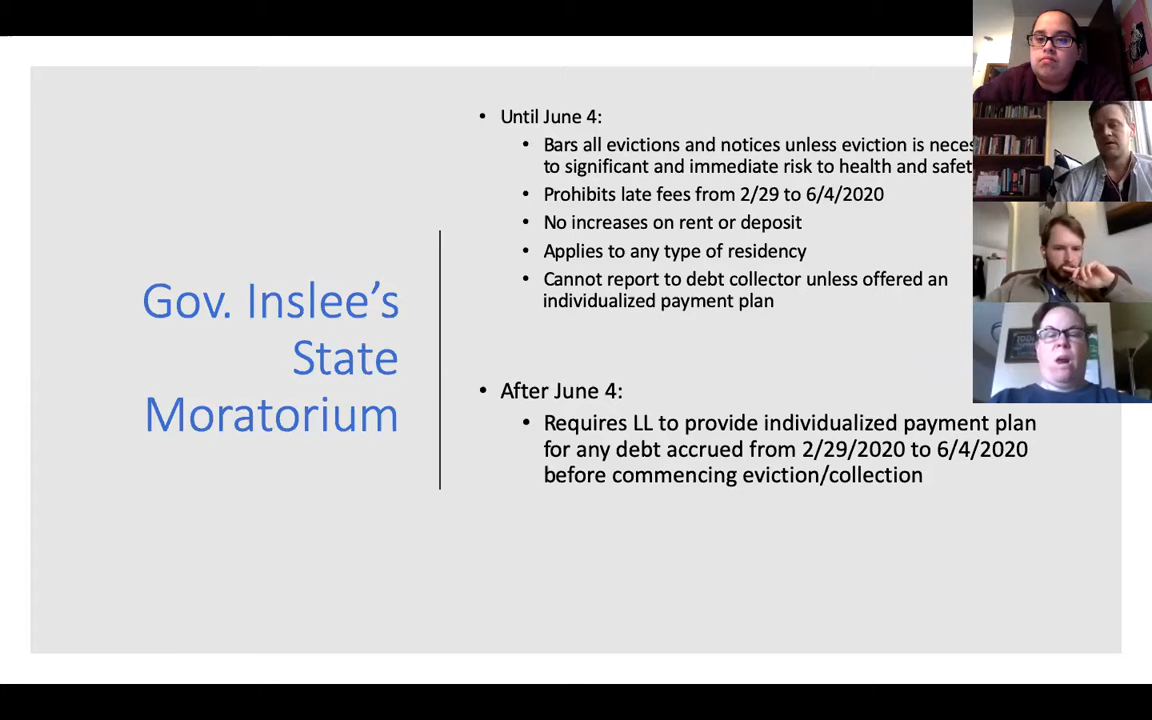 Gov. Inslee's
State
Moratorium
• Until June 4:
• Bars all evictions and notices unless eviction is
to significant and immediate risk to health and
• Prohibits late fees from 2/29 to 6/4/2020
• No increases on rent or deposit
• Applies to any type of residency
• Cannot report to debt collector unless offered an
individualized payment plan
• After June 4:
• Requires LL to provide individualized payment plan
for any debt accrued from 2/29/2020 to 6/4/2020
before commencing eviction/collection